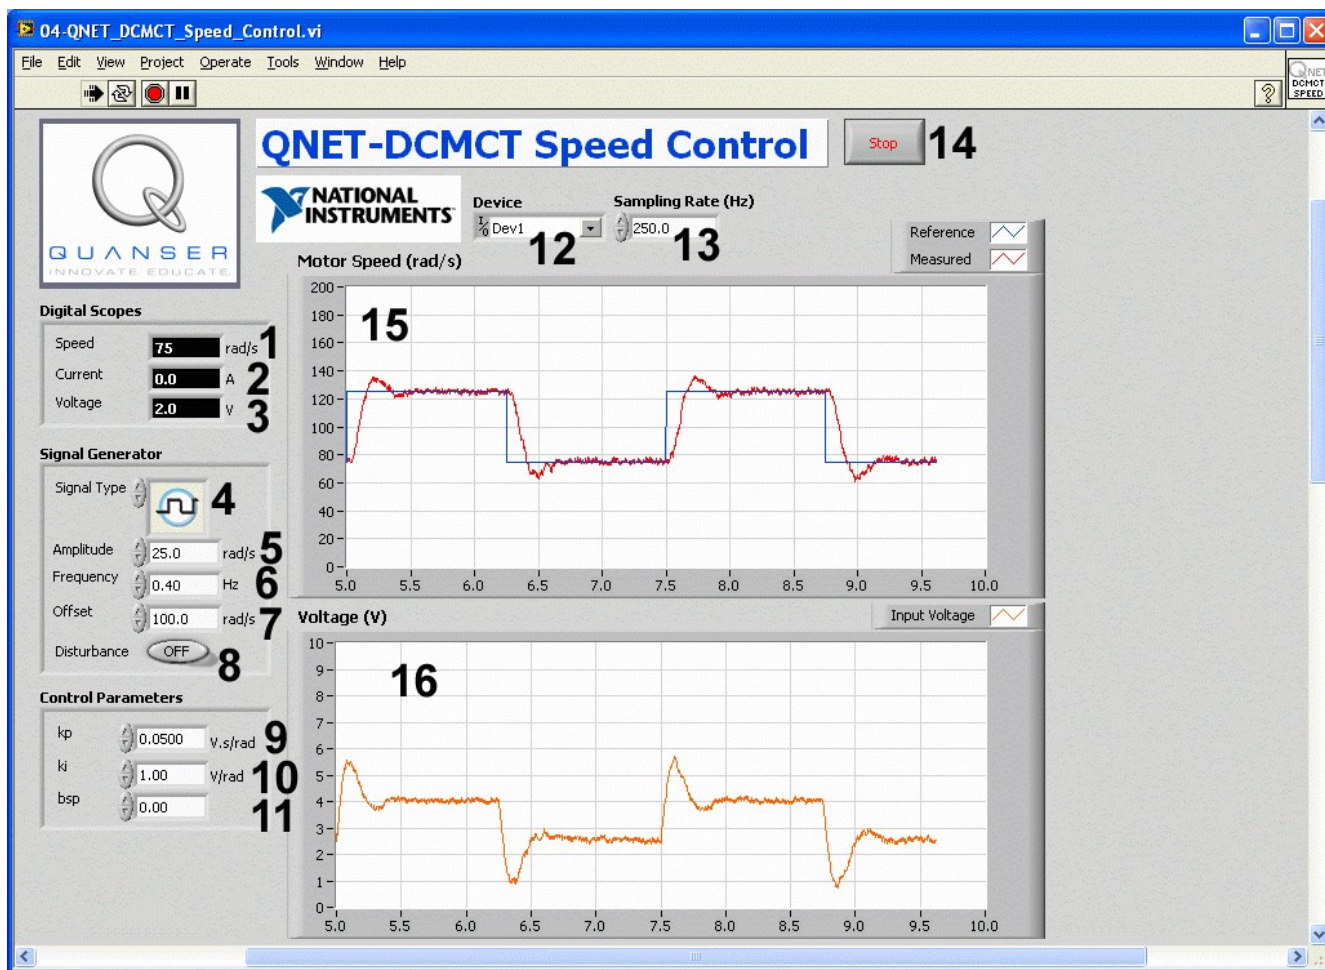 04-QNET_DCMCT_Speed_Control.vi
File Edit View Project Operate Tools Window Help
QNET
DCMCT
SPEED
QUANSER
INNOVATE. EDUCATE.
QNET-DCMCT Speed Control
Stop 14
NATIONAL
INSTRUMENTS
Device
I/O Dev1
12
Sampling Rate (Hz)
250.0
13
Reference
Measured
Digital Scopes
Speed 75 rad/s 1
Current 0.0 A 2
Voltage 2.0 V 3
Signal Generator
Signal Type 4
Amplitude 25.0 rad/s 5
Frequency 0.40 Hz 6
Offset 100.0 rad/s 7
Disturbance OFF 8
Control Parameters
kp 0.0500 V.s/rad 9
ki 1.00 V/rad 10
bsp 0.00 11
Motor Speed (rad/s)
15
200
180
160
140
120
100
80
60
40
20
0
5.0 5.5 6.0 6.5 7.0 7.5 8.0 8.5 9.0 9.5 10.0
Voltage (V)
Input Voltage
16
10
9
8
7
6
5
4
3
2
1
0
5.0 5.5 6.0 6.5 7.0 7.5 8.0 8.5 9.0 9.5 10.0